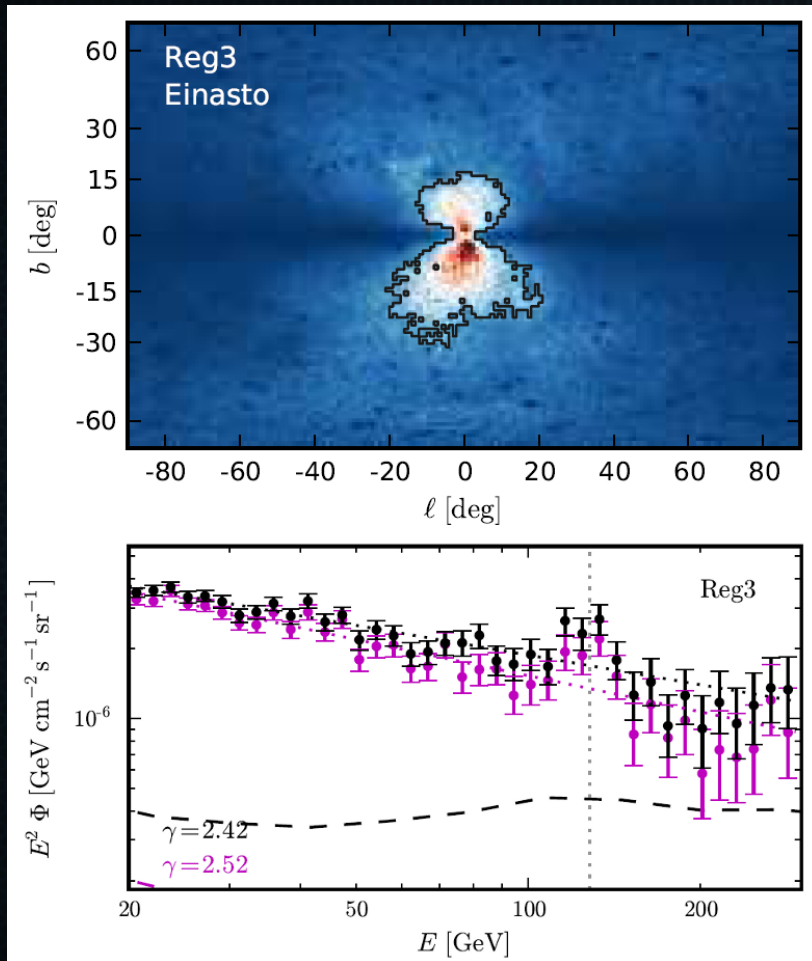 Reg3
Einasto
60
30
15
0
-15
-30
-60
b [deg]
-80 -60 -40 -20 0 20 40 60 80
ℓ [deg]
Reg3
10⁻⁶
E² Φ [GeV cm⁻² s⁻¹ sr⁻¹]
γ=2.42
γ=2.52
20 50 100 200
E [GeV]